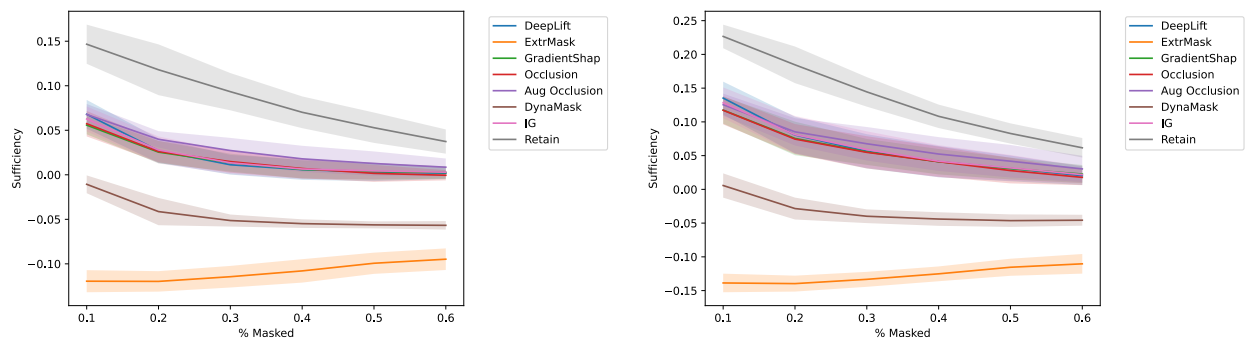 0.15
0.10
0.05
0.00
−0.05
−0.10
Sufficiency
0.1 0.2 0.3 0.4 0.5 0.6
% Masked
DeepLift
ExtrMask
GradientShap
Occlusion
Aug Occlusion
DynaMask
IG
Retain
0.25
0.20
0.15
0.10
0.05
0.00
−0.05
−0.10
−0.15
Sufficiency
0.1 0.2 0.3 0.4 0.5 0.6
% Masked
DeepLift
ExtrMask
GradientShap
Occlusion
Aug Occlusion
DynaMask
IG
Retain